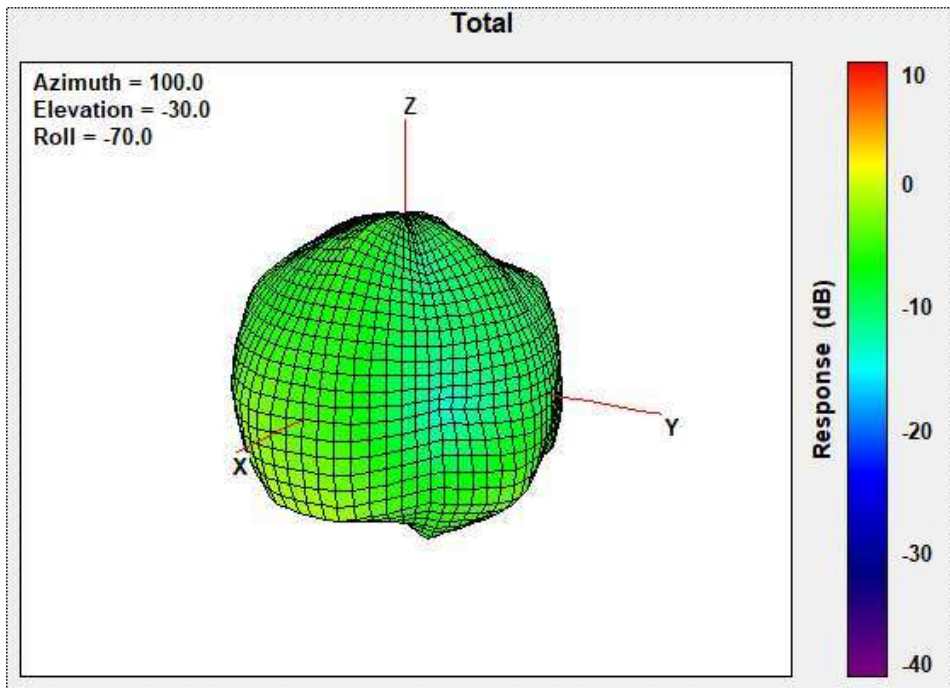 Total
Azimuth = 100.0
Elevation = -30.0
Roll = -70.0
Z
Y
X
10
0
-10
-20
-30
-40
Response (dB)